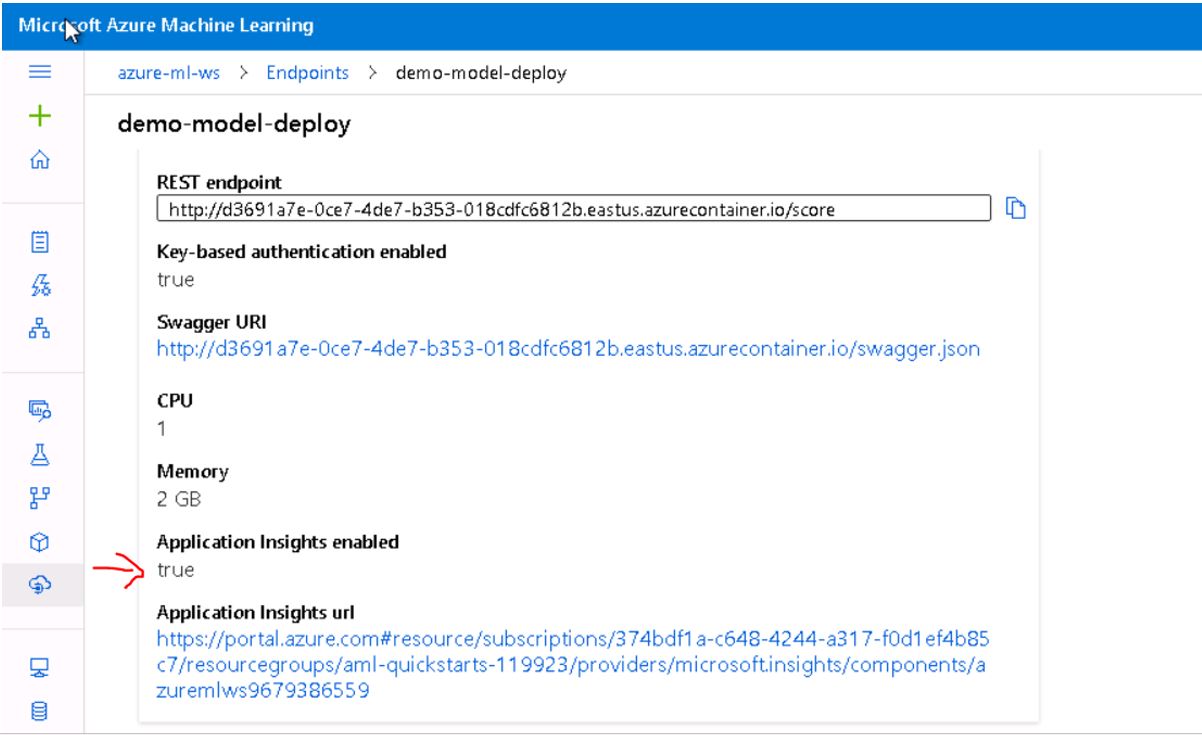 Microsoft Azure Machine Learning
azure-ml-ws > Endpoints > demo-model-deploy
demo-model-deploy
REST endpoint
http://d3691a7e-0ce7-4de7-b353-018cdfc6812b.eastus.azurecontainer.io/score
Key-based authentication enabled
true
Swagger URI
http://d3691a7e-0ce7-4de7-b353-018cdfc6812b.eastus.azurecontainer.io/swagger.json
CPU
1
Memory
2 GB
Application Insights enabled
true
Application Insights url
https://portal.azure.com#resource/subscriptions/374bdf1a-c648-4244-a317-f0d1ef4b85
c7/resourcegroups/aml-quickstarts-119923/providers/microsoft.insights/components/a
zuremlws9679386559